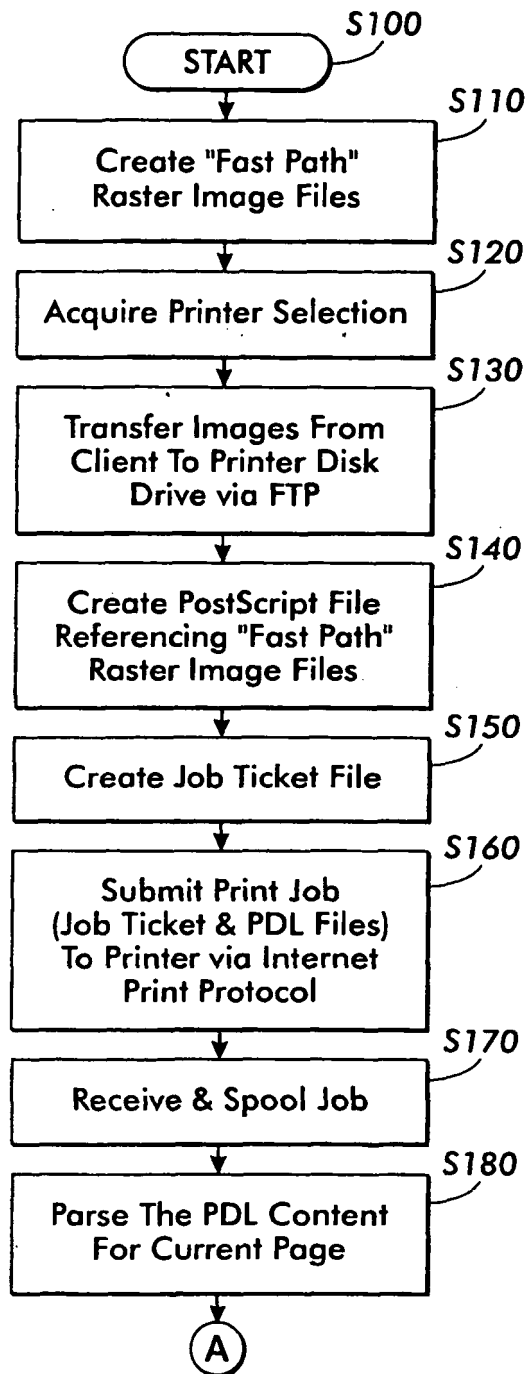 S100
START
S110
Create "Fast Path"
Raster Image Files
S120
Acquire Printer Selection
S130
Transfer Images From
Client To Printer Disk
Drive via FTP
S140
Create PostScript File
Referencing "Fast Path"
Raster Image Files
S150
Create Job Ticket File
S160
Submit Print Job
(Job Ticket & PDL Files)
To Printer via Internet
Print Protocol
S170
Receive & Spool Job
S180
Parse The PDL Content
For Current Page
A